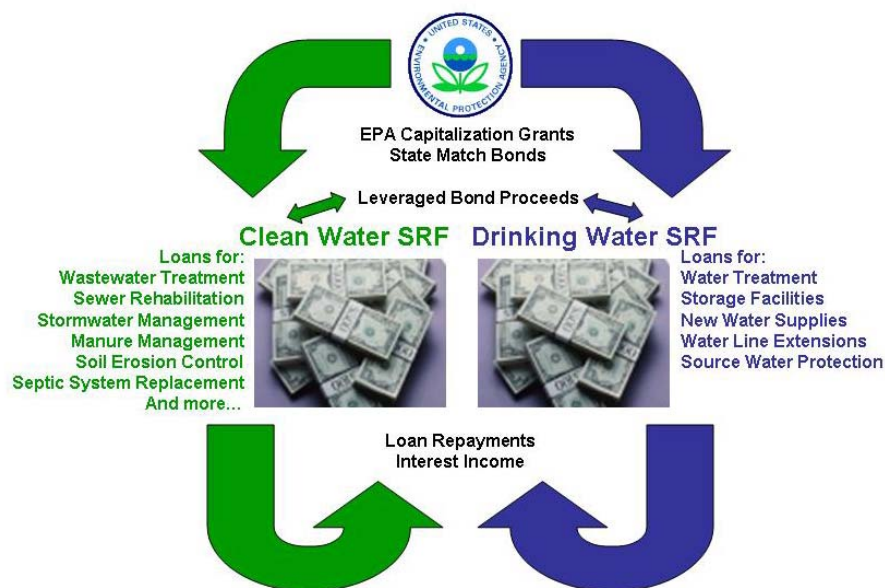 UNITED STATES
ENVIRONMENTAL PROTECTION AGENCY
EPA Capitalization Grants
State Match Bonds
Leveraged Bond Proceeds
Clean Water SRF
Loans for:
Wastewater Treatment
Sewer Rehabilitation
Stormwater Management
Manure Management
Soil Erosion Control
Septic System Replacement
And more...
Drinking Water SRF
Loans for:
Water Treatment
Storage Facilities
New Water Supplies
Water Line Extensions
Source Water Protection
Loan Repayments
Interest Income